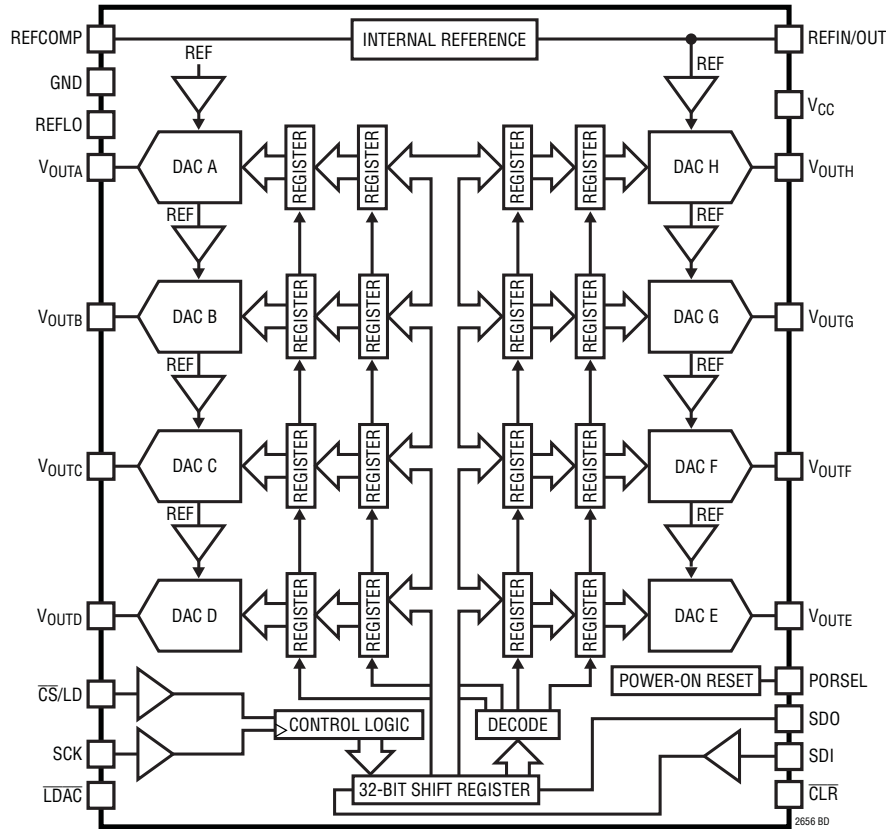 REFCOMP
INTERNAL REFERENCE
REFIN/OUT
REF
REF
GND
VCC
REFLO
REGISTER
REGISTER
REGISTER
REGISTER
VOUTA
DAC A
DAC H
VOUTH
REF
REF
REGISTER
REGISTER
REGISTER
REGISTER
VOUTB
DAC B
DAC G
VOUTG
REF
REF
REGISTER
REGISTER
REGISTER
REGISTER
VOUTC
DAC C
DAC F
VOUTF
REF
REF
REGISTER
REGISTER
REGISTER
REGISTER
VOUTD
DAC D
DAC E
VOUTE
CS/LD
POWER-ON RESET
PORSEL
CONTROL LOGIC
DECODE
SDO
SCK
SDI
LDAC
32-BIT SHIFT REGISTER
CLR
2656 BD